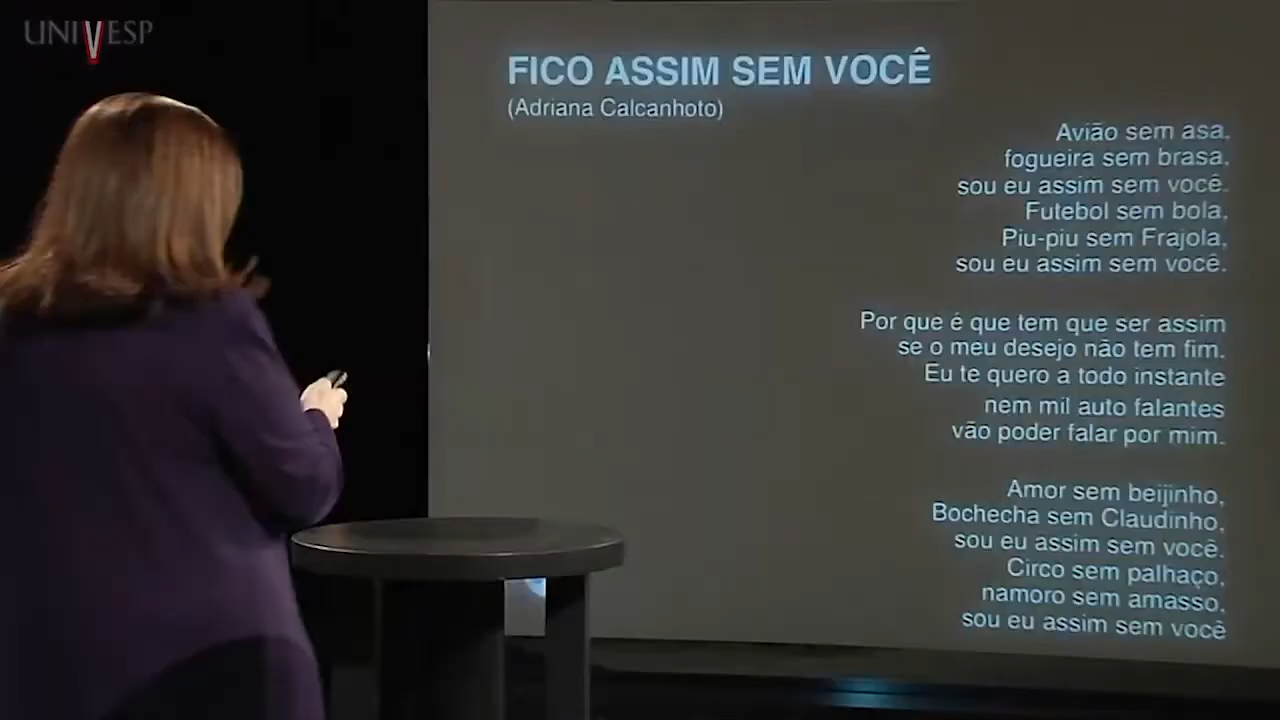 UNIVESP
FICO ASSIM SEM VOCÊ
(Adriana Calcanhoto)
Avião sem asa,
fogueira sem brasa,
sou eu assim sem você.
Futebol sem bola,
Piu-piu sem Frajola,
sou eu assim sem você.
Por que é que tem que ser assim
se o meu desejo não tem fim.
Eu te quero a todo instante
nem mil auto falantes
vão poder falar por mim.
Amor sem beijinho,
Bochecha sem Claudinho,
sou eu assim sem você.
Circo sem palhaço,
namoro sem amasso,
sou eu assim sem você